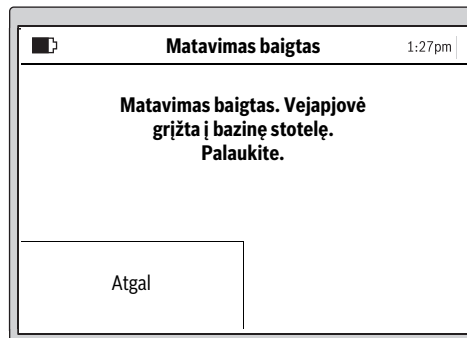 Matavimas baigtas 1:27pm
Matavimas baigtas. Vejapjovė
grįžta į bazinę stotelę.
Palaukite.
Atgal